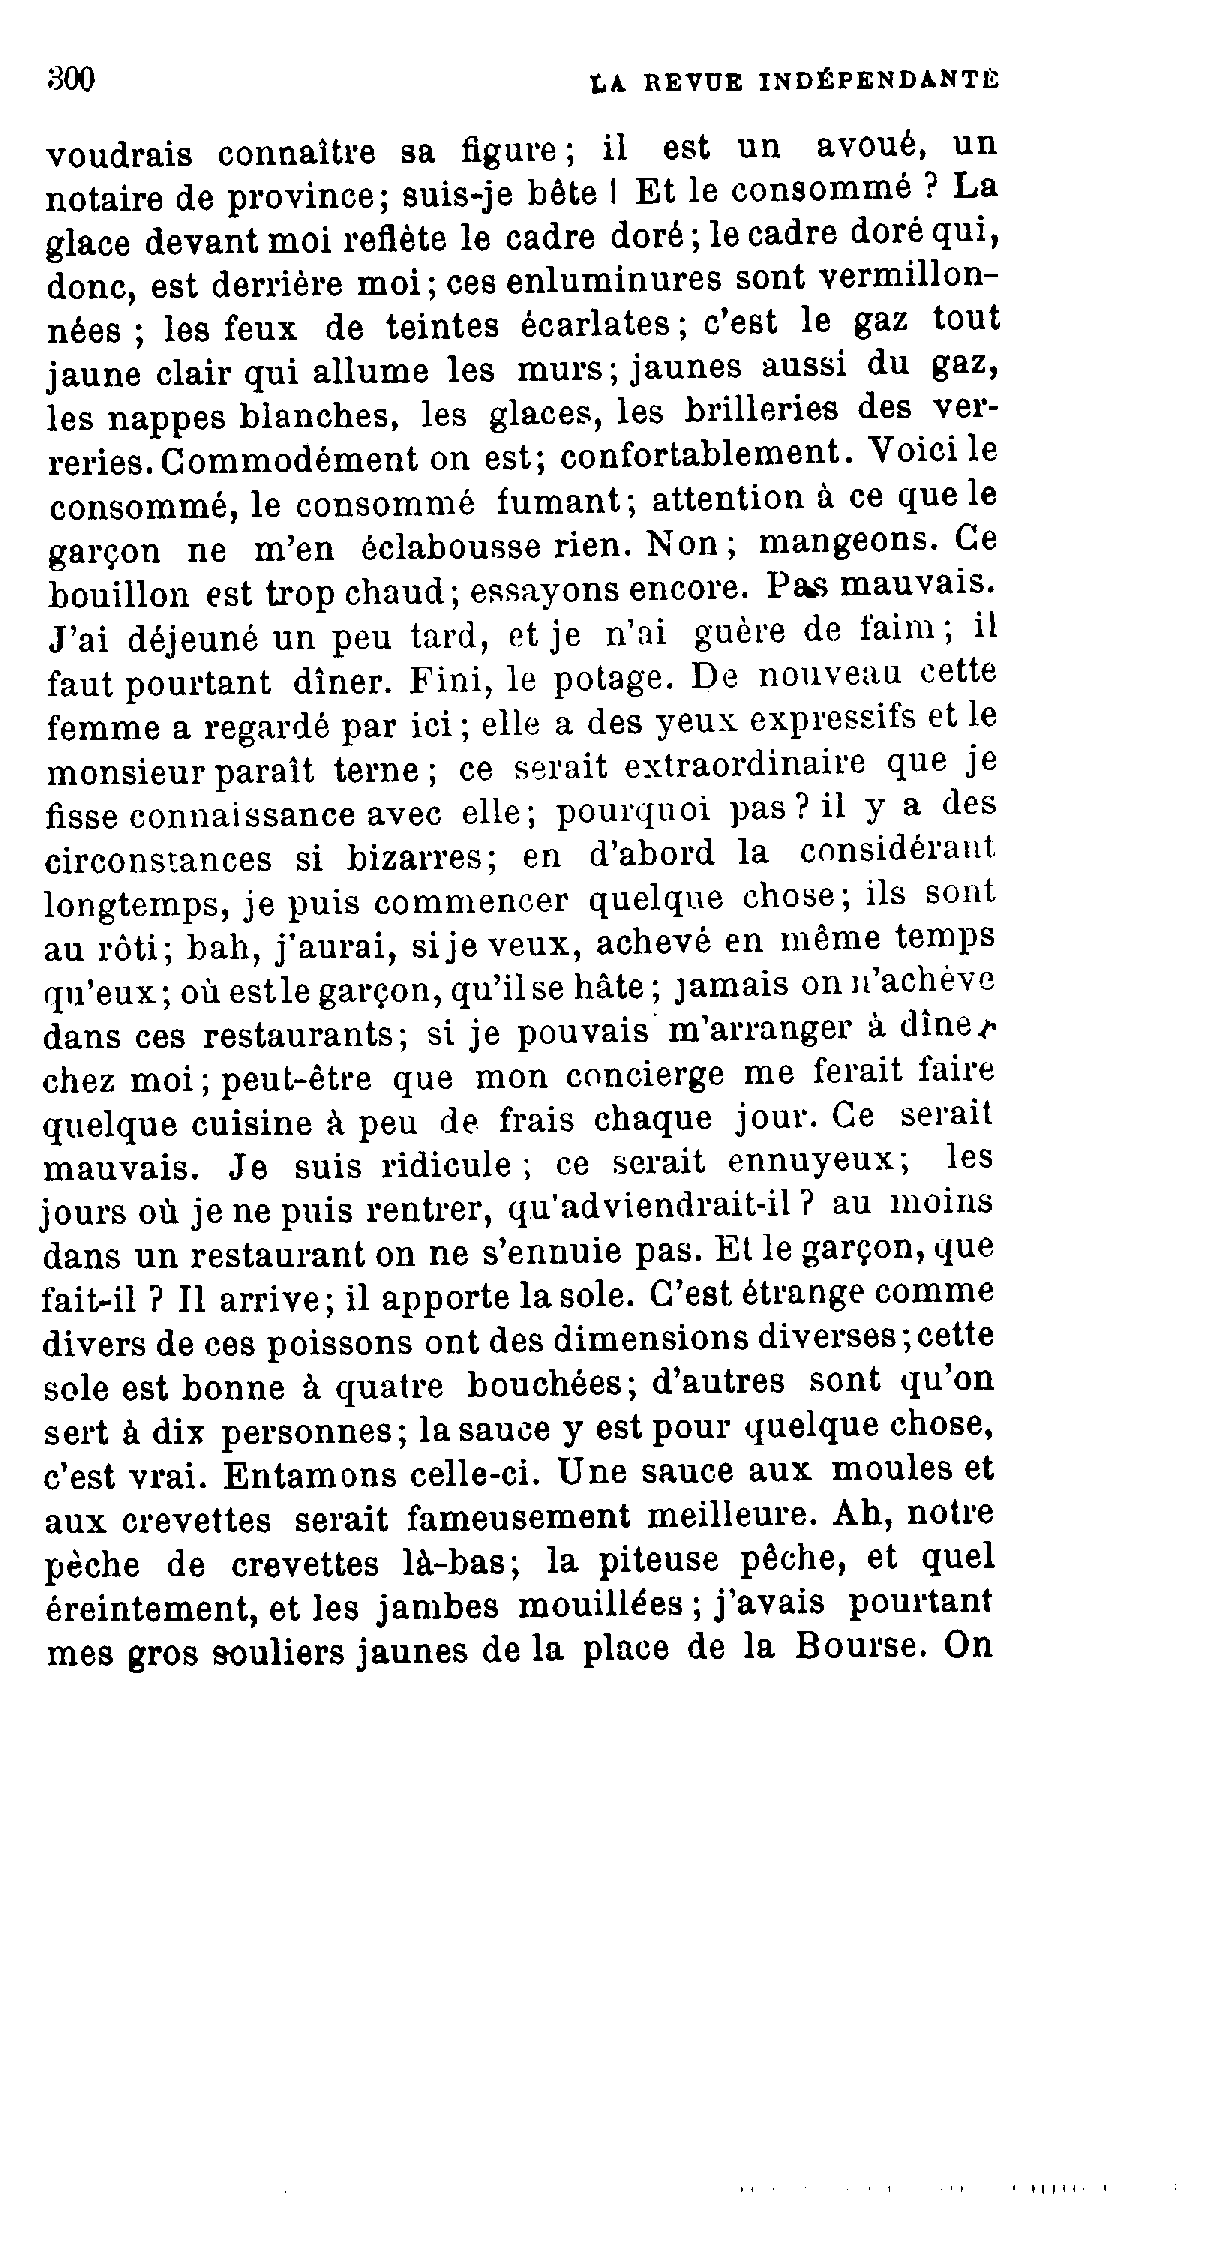 300 LA REVUE INDÉPENDANTE
voudrais connaître sa figure ; il est un avoué, un
notaire de province ; suis-je bête ! Et le consommé ? La
glace devant moi reflète le cadre doré ; le cadre doré qui,
donc, est derrière moi ; ces enluminures sont vermillon-
nées ; les feux de teintes écarlates ; c'est le gaz tout
jaune clair qui allume les murs ; jaunes aussi du gaz,
les nappes blanches, les glaces, les brilleries des ver-
reries. Commodément on est ; confortablement. Voici le
consommé, le consommé fumant ; attention à ce que le
garçon ne m'en éclabousse rien. Non ; mangeons. Ce
bouillon est trop chaud ; essayons encore. Pas mauvais.
J'ai déjeuné un peu tard, et je n'ai guère de faim ; il
faut pourtant dîner. Fini, le potage. De nouveau cette
femme a regardé par ici ; elle a des yeux expressifs et le
monsieur paraît terne ; ce serait extraordinaire que je
fisse connaissance avec elle ; pourquoi pas ? il y a des
circonstances si bizarres ; en d'abord la considérant
longtemps, je puis commencer quelque chose ; ils sont
au rôti ; bah, j'aurai, si je veux, achevé en même temps
qu'eux ; où est le garçon, qu'il se hâte ; jamais on n'achève
dans ces restaurants ; si je pouvais m'arranger à dîner
chez moi ; peut-être que mon concierge me ferait faire
quelque cuisine à peu de frais chaque jour. Ce serait
mauvais. Je suis ridicule ; ce serait ennuyeux ; les
jours où je ne puis rentrer, qu'adviendrait-il ? au moins
dans un restaurant on ne s'ennuie pas. Et le garçon, que
fait-il ? Il arrive ; il apporte la sole. C'est étrange comme
divers de ces poissons ont des dimensions diverses ; cette
sole est bonne à quatre bouchées ; d'autres sont qu'on
sert à dix personnes ; la sauce y est pour quelque chose,
c'est vrai. Entamons celle-ci. Une sauce aux moules et
aux crevettes serait fameusement meilleure. Ah, notre
pèche de crevettes là-bas ; la piteuse pêche, et quel
éreintement, et les jambes mouillées ; j'avais pourtant
mes gros souliers jaunes de la place de la Bourse. On